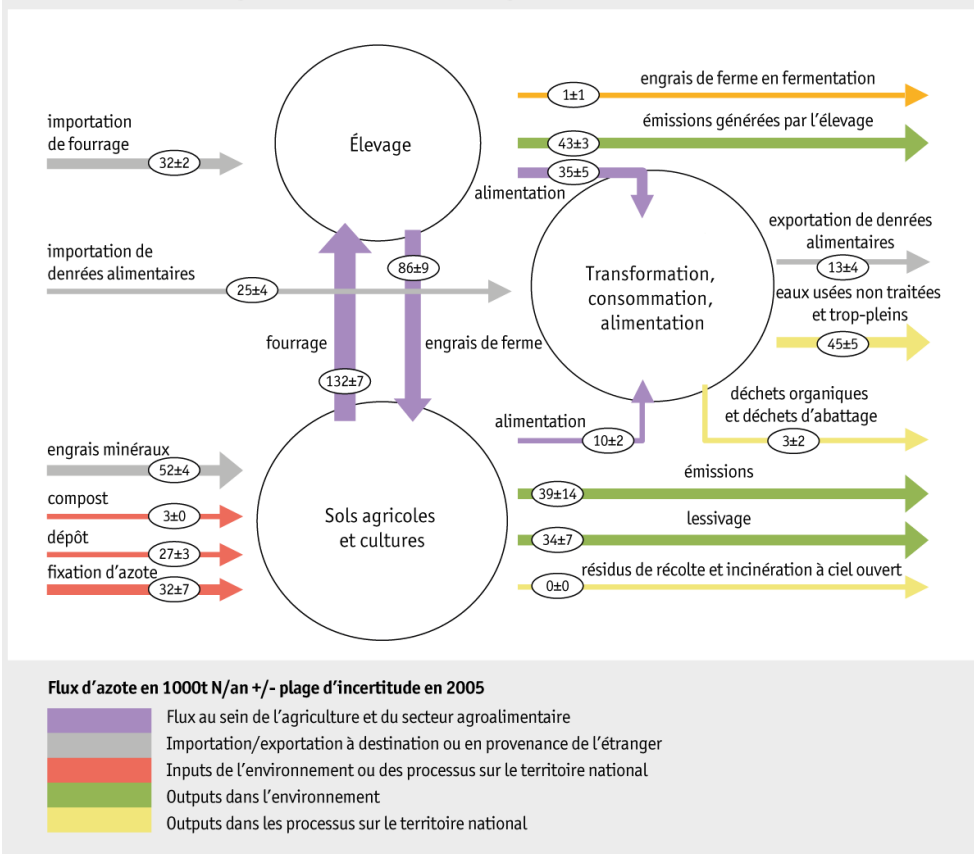 engrais de ferme en fermentation
1±1
importation
de fourrage
32±2
Élevage
émissions générées par l'élevage
43±3
35±5
alimentation
importation de
denrées alimentaires
25±4
86±9
Transformation,
consommation,
alimentation
exportation de denrées
alimentaires
13±4
eaux usées non traitées
et trop-pleins
45±5
fourrage
engrais de ferme
132±7
déchets organiques
et déchets d'abattage
3±2
alimentation
10±2
engrais minéraux
52±4
compost
3±0
dépôt
27±3
fixation d'azote
32±7
Sols agricoles
et cultures
émissions
39±14
lessivage
34±7
résidus de récolte et incinération à ciel ouvert
0±0
Flux d'azote en 1000t N/an +/- plage d'incertitude en 2005
Flux au sein de l'agriculture et du secteur agroalimentaire
Importation/exportation à destination ou en provenance de l'étranger
Inputs de l'environnement ou des processus sur le territoire national
Outputs dans l'environnement
Outputs dans les processus sur le territoire national